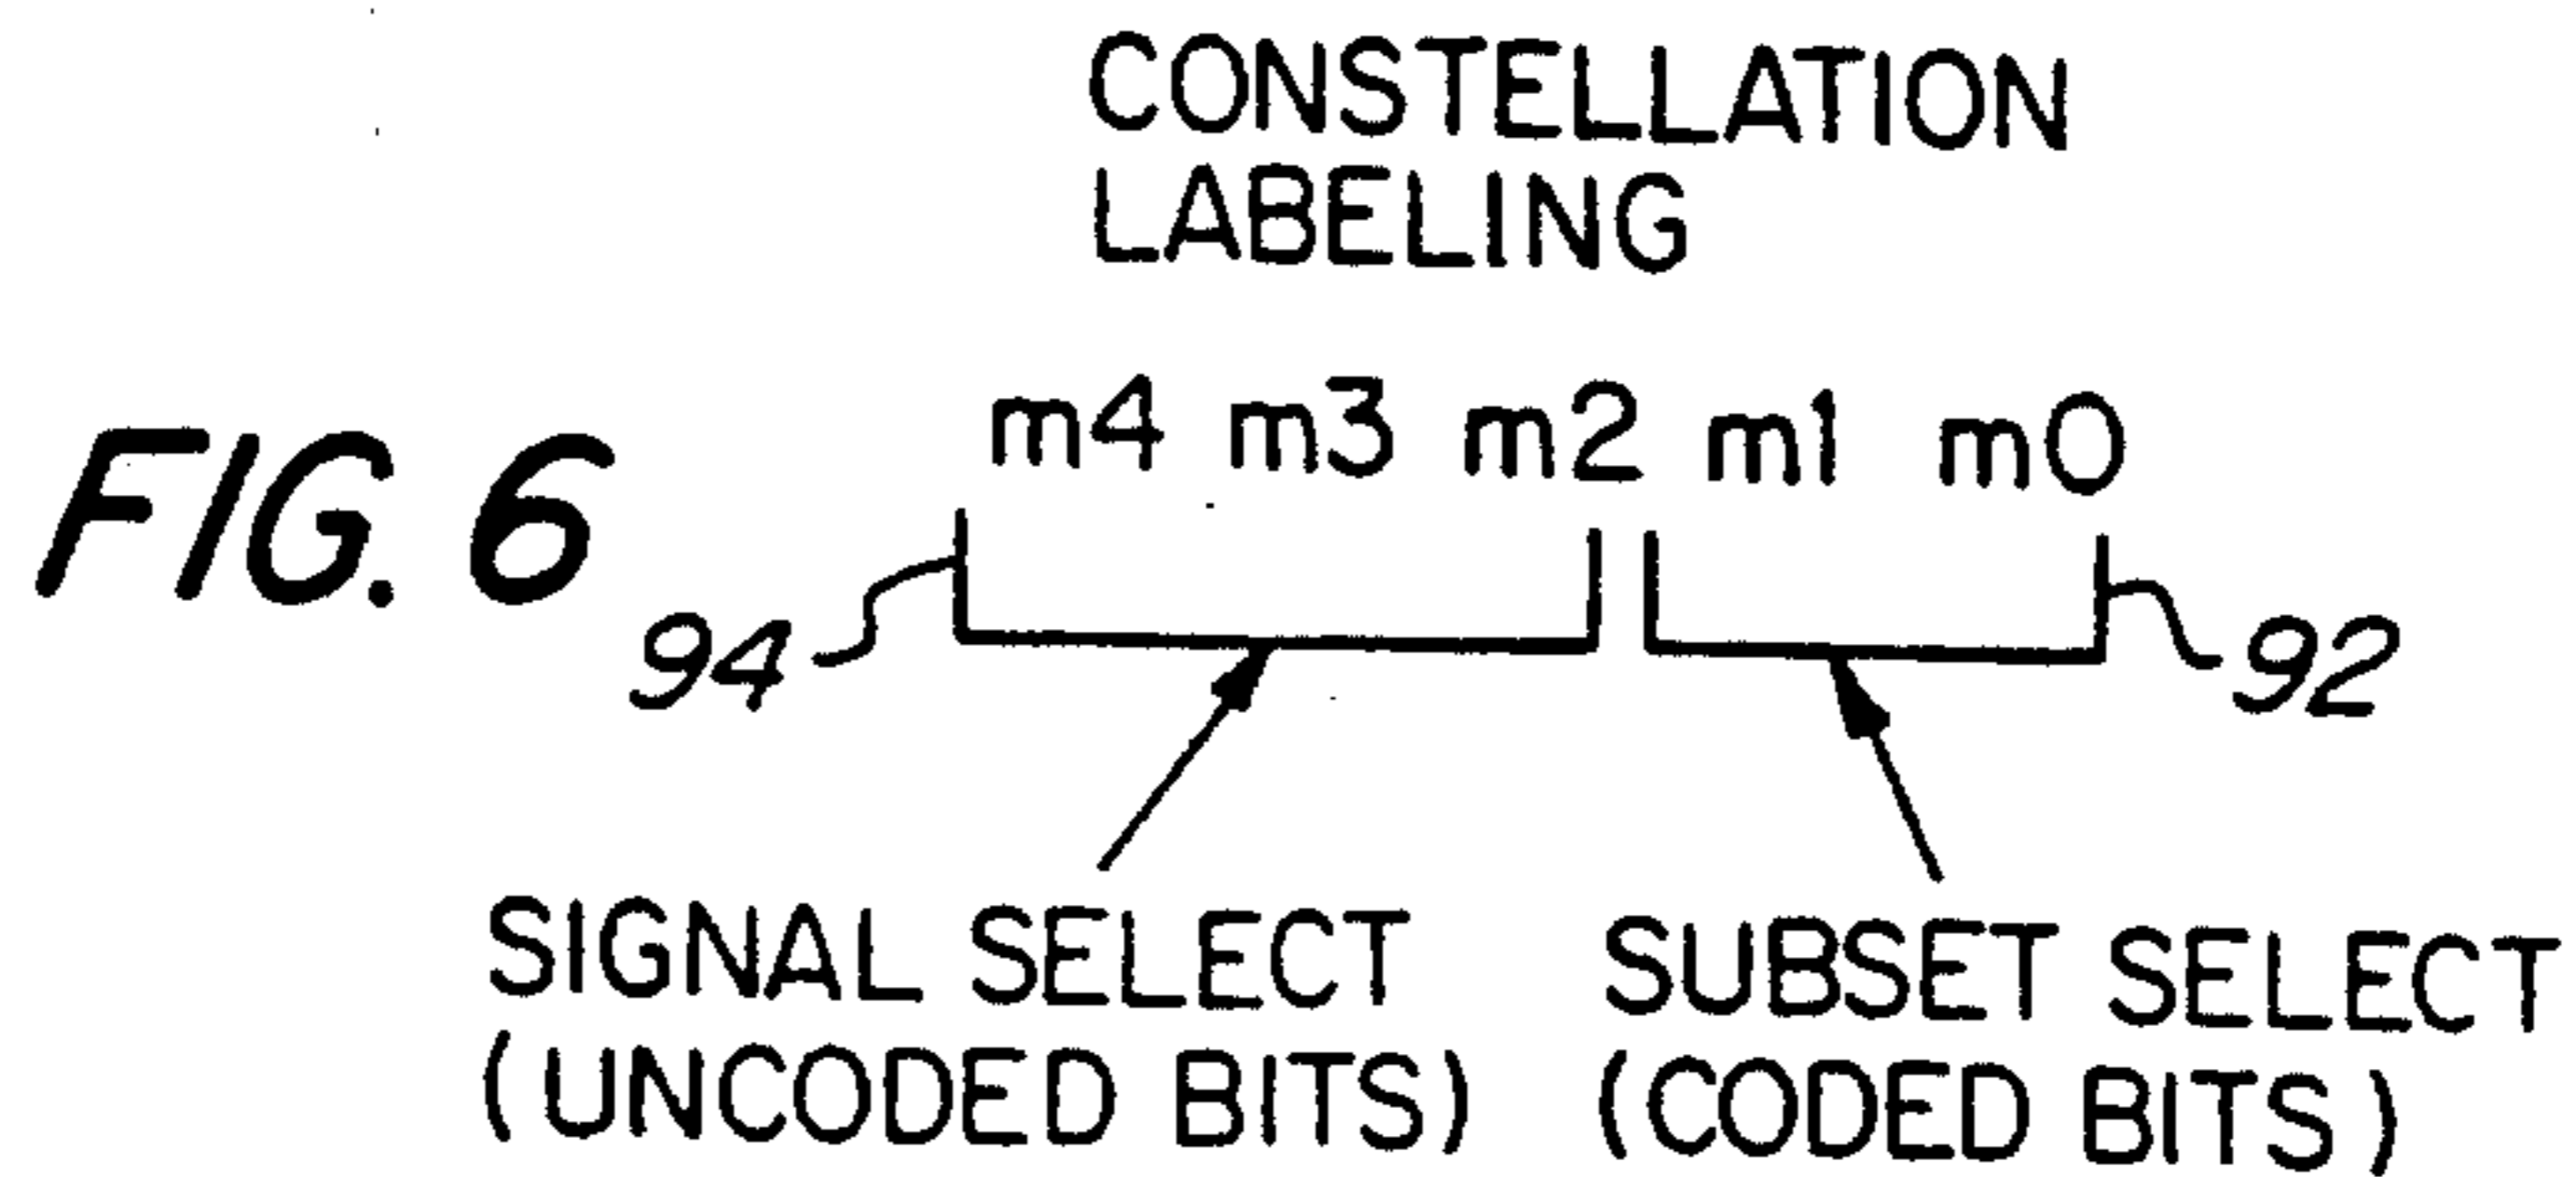 CONSTELLATION
LABELING
m4 m3 m2 m1 m0
FIG. 6
94
92
SIGNAL SELECT
(UNCODED BITS)
SUBSET SELECT
(CODED BITS)